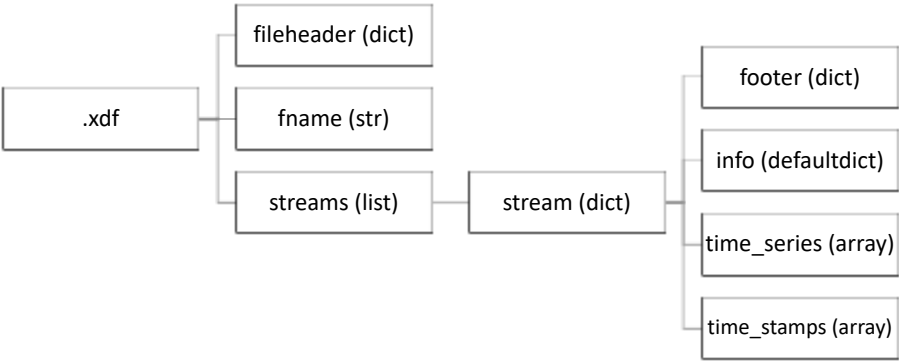 .xdf
fileheader (dict)
fname (str)
streams (list)
stream (dict)
footer (dict)
info (defaultdict)
time_series (array)
time_stamps (array)